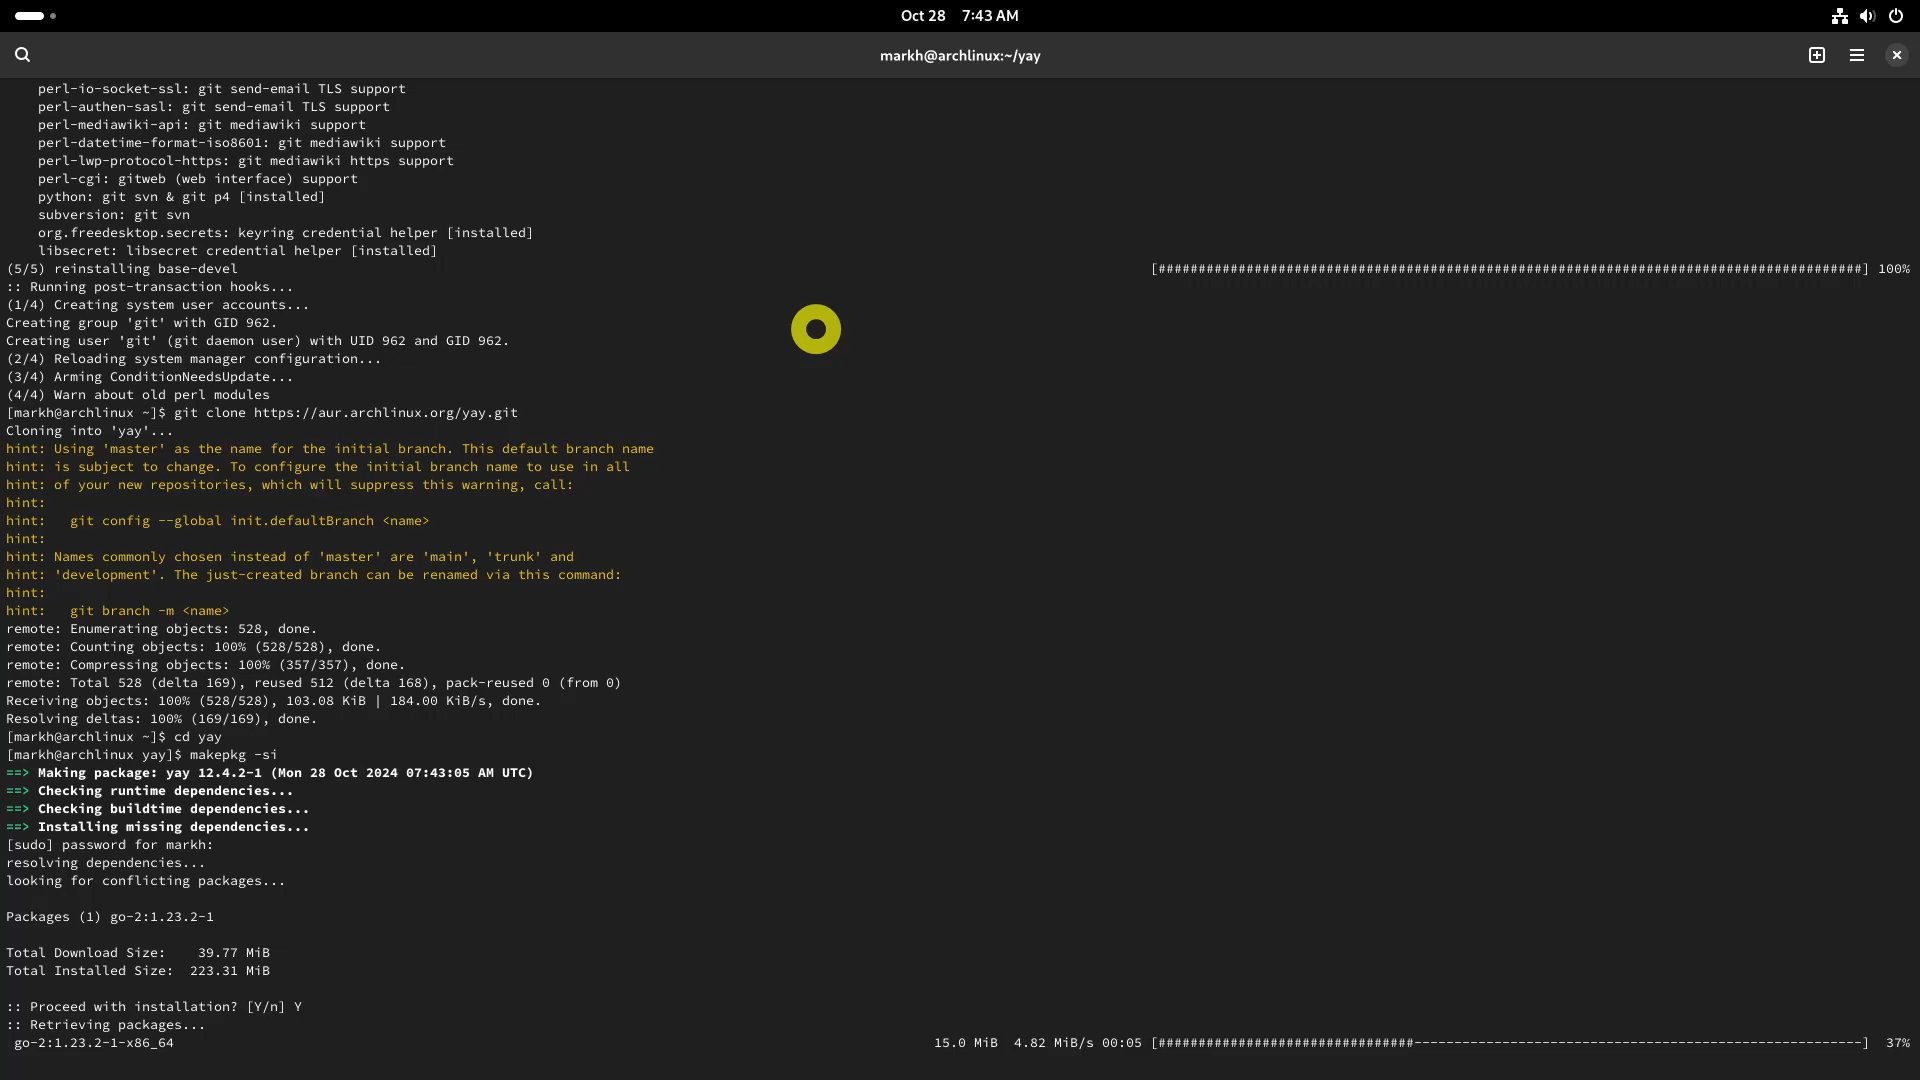 Oct 28 7:43 AM
markh@archlinux:~/yay
    perl-io-socket-ssl: git send-email TLS support
    perl-authen-sasl: git send-email TLS support
    perl-mediawiki-api: git mediawiki support
    perl-datetime-format-iso8601: git mediawiki support
    perl-lwp-protocol-https: git mediawiki https support
    perl-cgi: gitweb (web interface) support
    python: git svn & git p4 [installed]
    subversion: git svn
    org.freedesktop.secrets: keyring credential helper [installed]
    libsecret: libsecret credential helper [installed]
(5/5) reinstalling base-devel [########################################################################################] 100%
:: Running post-transaction hooks...
(1/4) Creating system user accounts...
Creating group 'git' with GID 962.
Creating user 'git' (git daemon user) with UID 962 and GID 962.
(2/4) Reloading system manager configuration...
(3/4) Arming ConditionNeedsUpdate...
(4/4) Warn about old perl modules
[markh@archlinux ~]$ git clone https://aur.archlinux.org/yay.git
Cloning into 'yay'...
hint: Using 'master' as the name for the initial branch. This default branch name
hint: is subject to change. To configure the initial branch name to use in all
hint: of your new repositories, which will suppress this warning, call:
hint:
hint:   git config --global init.defaultBranch <name>
hint:
hint: Names commonly chosen instead of 'master' are 'main', 'trunk' and
hint: 'development'. The just-created branch can be renamed via this command:
hint:
hint:   git branch -m <name>
remote: Enumerating objects: 528, done.
remote: Counting objects: 100% (528/528), done.
remote: Compressing objects: 100% (357/357), done.
remote: Total 528 (delta 169), reused 512 (delta 168), pack-reused 0 (from 0)
Receiving objects: 100% (528/528), 103.08 KiB | 184.00 KiB/s, done.
Resolving deltas: 100% (169/169), done.
[markh@archlinux ~]$ cd yay
[markh@archlinux yay]$ makepkg -si
==> Making package: yay 12.4.2-1 (Mon 28 Oct 2024 07:43:05 AM UTC)
==> Checking runtime dependencies...
==> Checking buildtime dependencies...
==> Installing missing dependencies...
[sudo] password for markh:
resolving dependencies...
looking for conflicting packages...
Packages (1) go-2:1.23.2-1
Total Download Size:    39.77 MiB
Total Installed Size:  223.31 MiB
:: Proceed with installation? [Y/n] Y
:: Retrieving packages...
 go-2:1.23.2-1-x86_64 15.0 MiB  4.82 MiB/s 00:05 [################################--------------------------------------------------------] 37%